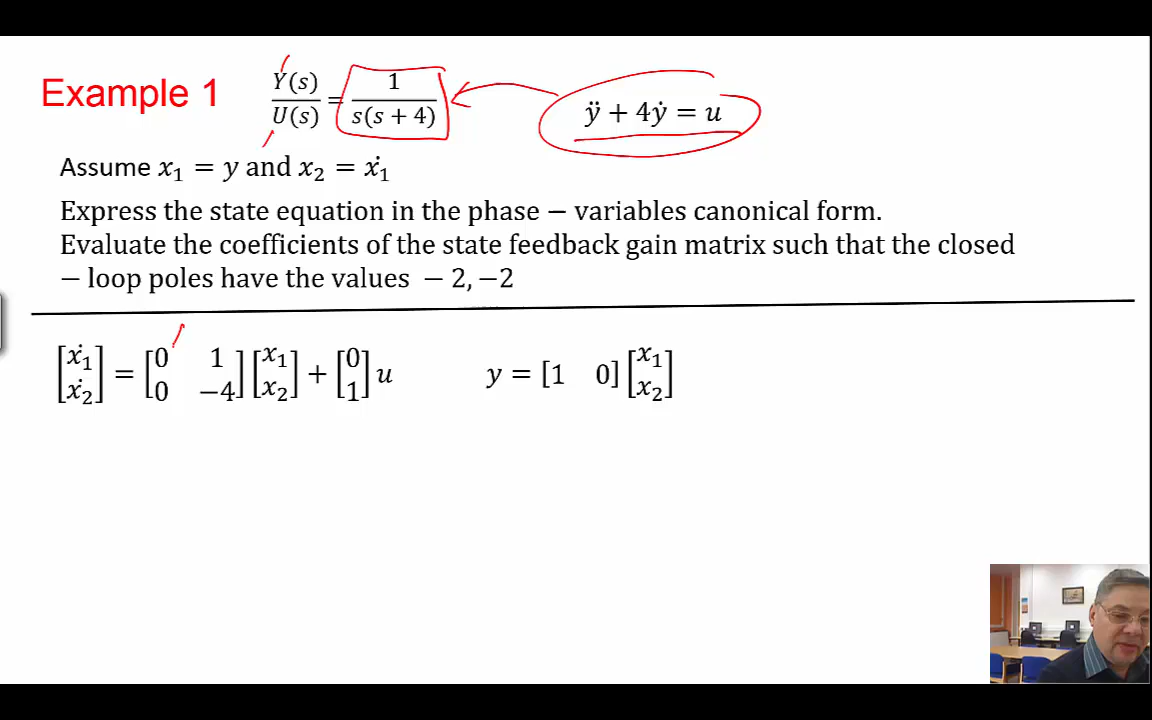 Example 1 Y(s)/U(s) = 1/(s(s + 4)) ÿ + 4ẏ = u
Assume x₁ = y and x₂ = ẋ₁
Express the state equation in the phase − variables canonical form.
Evaluate the coefficients of the state feedback gain matrix such that the closed
− loop poles have the values − 2, −2
[ẋ₁; ẋ₂] = [0 1; 0 −4] [x₁; x₂] + [0; 1] u y = [1 0] [x₁; x₂]